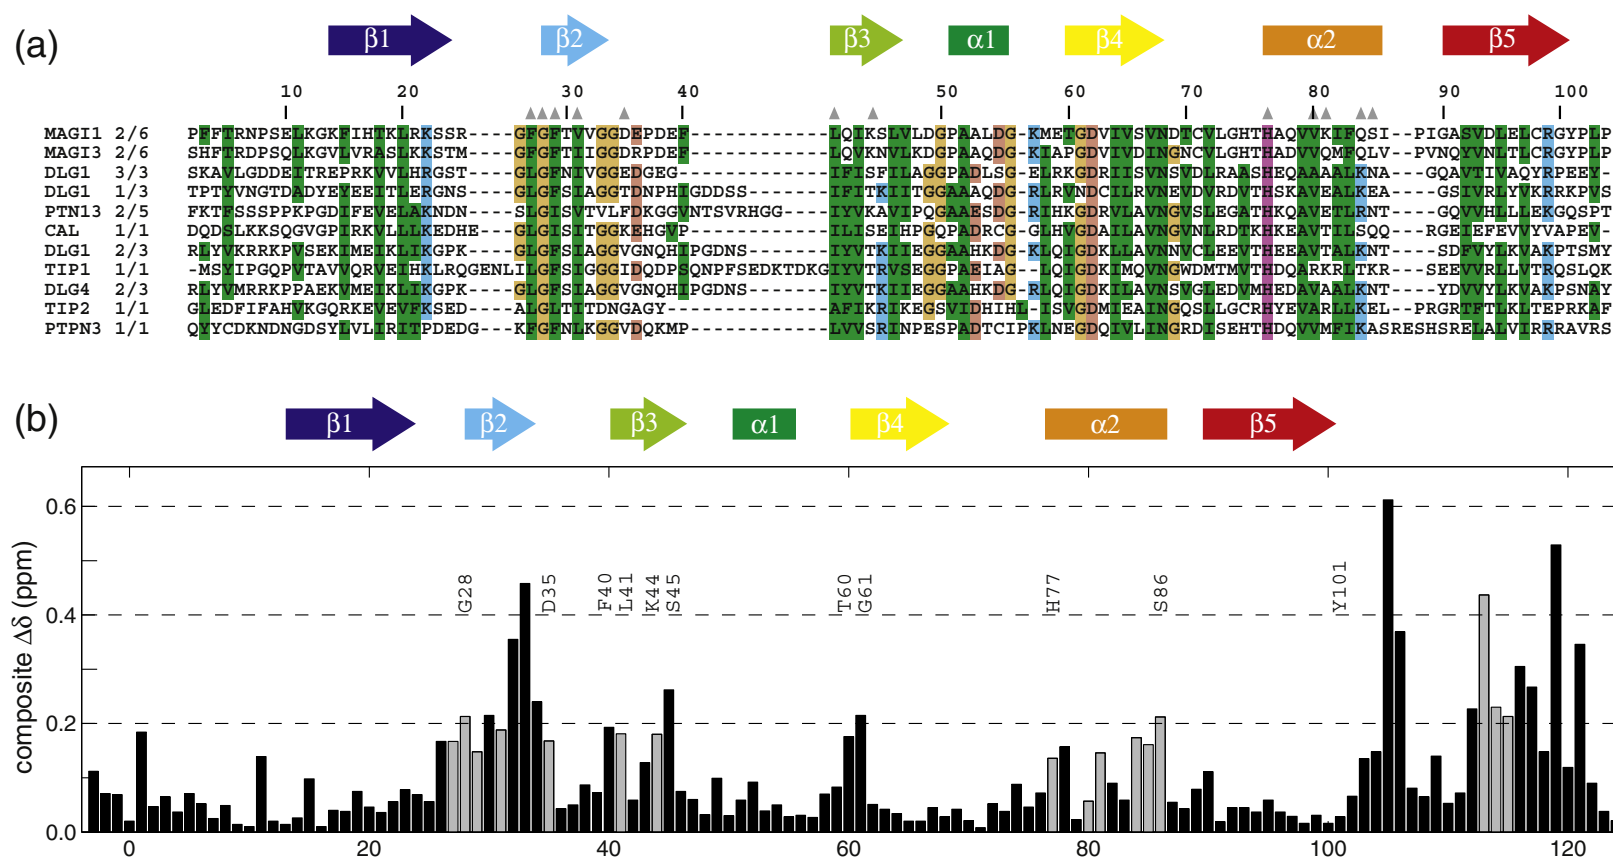 (a)
β1 β2 β3 α1 β4 α2 β5
10 20 30 40 50 60 70 80 90 100
MAGI1 2/6 PFFTRNPSELKGKFIHTKLRKSSR----GFGFTVVGGDEPDEF------------LQIKSLVLDGPAALDG-KMETGDVIVSVNDTCVLGHTHAQVVKIFQSI--PIGASVDLELCRGYPLP
MAGI3 2/6 SHFTRDPSQLKGVLVRASLKKSTM----GFGFTIIGGDRPDEF------------LQVKNVLKDGPAAQDG-KIAPGDVIVDINGNCVLGHTHADVVQMFQLV--PVNQYVNLTLCRGYPLP
DLG1 3/3 SKAVLGDDEITREPRKVVLHRGST----GLGFNIVGGEDGEG-------------IFISFILAGGPADLSG-ELRKGDRIISVNSVDLRAASHEQAAAALKNA---GQAVTIVAQYRPEEY-
DLG1 1/3 TPTYVNGTDADYEYEEITLERGNS----GLGFSIAGGTDNPHIGDDSS-------IFITKIITGGAAAQDG-RLRVNDCILRVNEVDVRDVTHSKAVEALKEA---GSIVRLYVKRRKPVS
PTN13 2/5 FKTFSSSPPKPGDIFEVELAKNDN----SLGISVTVLFDKGGVNTSVRHGG----IYVKAVIPQGAAESDG-RIHKGDRVLAVNGVSLEGATHKQAVETLRNT---GQVVHLLLEKGQSPT
CAL 1/1 DQDSLKKSQGVGPIRKVLLLKEDHE---GLGISITGGKEHGVP------------ILISEIHPGQPADRCG-GLHVGDAILAVNGVNLRDTKHKEAVTILSQQ---RGEIEFEVVYVAPEV-
DLG1 2/3 RLYVKRRKPVSEKIMEIKLIKGPK----GLGFSIAGGVGNQHIPGDNS-------IYVTKIIEGGAAHKDG-KLQIGDKLLAVNNVCLEEVTHEEAVTALKNT---SDFVYLKVAKPTSMY
TIP1 1/1 -MSYIPGQPVTAVVQRVEIHKLRQGENLILGFSIGGGIDQDPSQNPFSEDKTDKGIYVTRVSEGGPAEIAG--LQIGDKIMQVNGWDMTMVTHDQARKRLTKR---SEEVVRLLVTRQSLQK
DLG4 2/3 RLYVMRRKPPAEKVMEIKLIKGPK----GLGFSIAGGVGNQHIPGDNS-------IYVTKIIEGGAAHKDG-RLQIGDKILAVNSVGLEDVMHEDAVAALKNT---YDVVYLKVAKPSNAY
TIP2 1/1 GLEDFIFAHVKGQRKEVEVFKSED----ALGLTITDNGAGY--------------AFIKRIKEGSVIDHIHL-ISVGDMIEAINGQSLLGCRHYEVARLLKEL--PRGRTFTLKLTEPRKAF
PTPN3 1/1 QYYCDKNDNGDSYLVLIRITPDEDG---KFGFNLKGGVDQKMP------------LVVSRINPESPADTCIPKLNEGDQIVLINGRDISEHTHDQVVMFIKASRESHSRELALVIRRRAVRS
(b)
β1 β2 β3 α1 β4 α2 β5
composite Δδ (ppm)
0.6
0.4
0.2
0.0
G28 D35 F40 L41 K44 S45 T60 G61 H77 S86 Y101
0 20 40 60 80 100 120